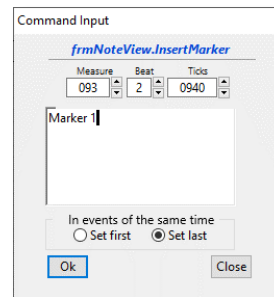 Command Input
frmNoteView.InsertMarker
Measure Beat Ticks
093 2 0940
Marker 1
In events of the same time
Set first Set last
Ok Close